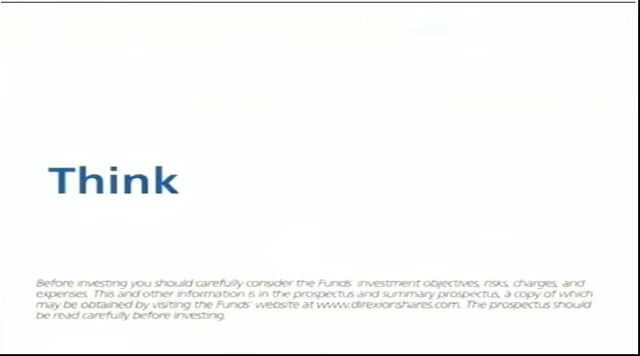 Think
Before investing you should carefully consider the Funds' investment objectives, risks, charges, and
expenses. This and other information is in the prospectus and summary prospectus, a copy of which
may be obtained by visiting the Funds' website at www.direxionshares.com. The prospectus should
be read carefully before investing.